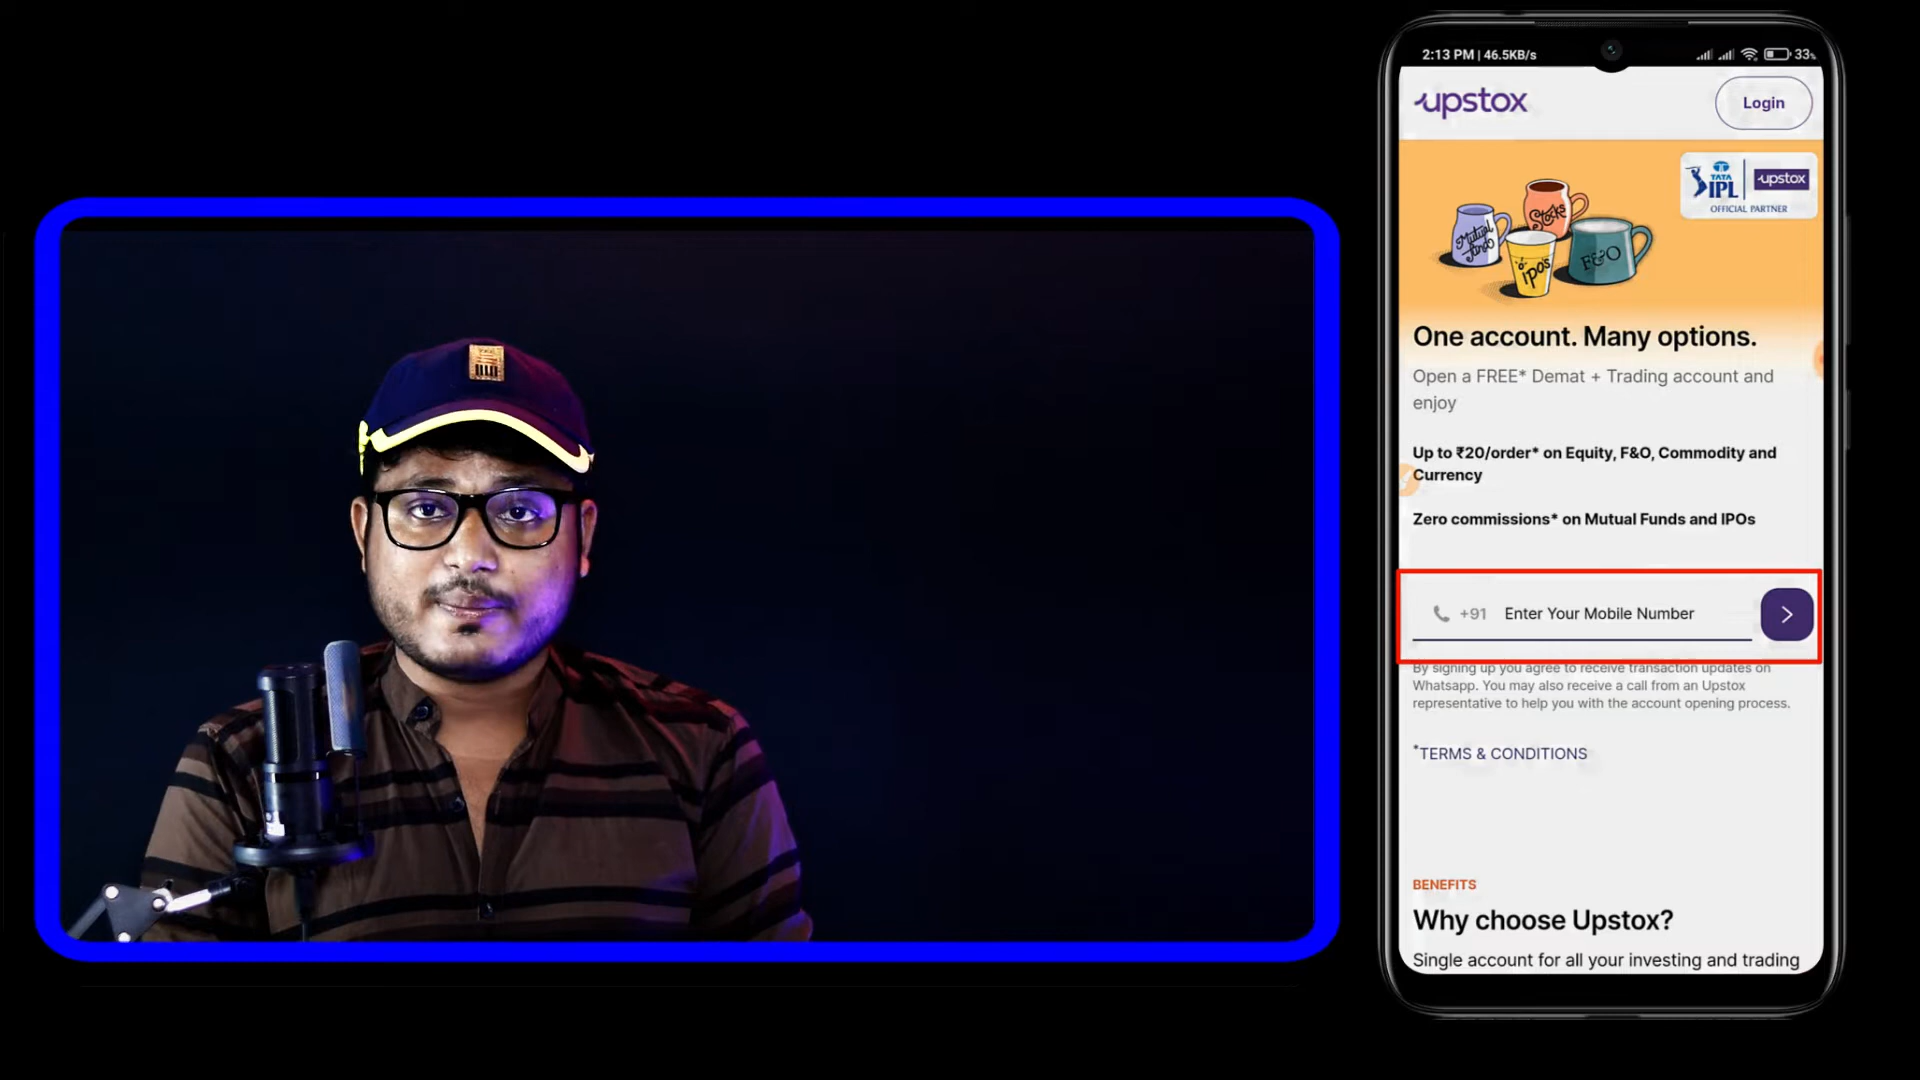 2:13 PM | 46.5KB/s
33%
upstox
Login
TATA
IPL
upstox
OFFICIAL PARTNER
Mutual
funds
Stocks
IPOs
F&O
One account. Many options.
Open a FREE* Demat + Trading account and
enjoy
Up to ₹20/order* on Equity, F&O, Commodity and
Currency
Zero commissions* on Mutual Funds and IPOs
+91 Enter Your Mobile Number
By signing up you agree to receive transaction updates on
Whatsapp. You may also receive a call from an Upstox
representative to help you with the account opening process.
*TERMS & CONDITIONS
BENEFITS
Why choose Upstox?
Single account for all your investing and trading